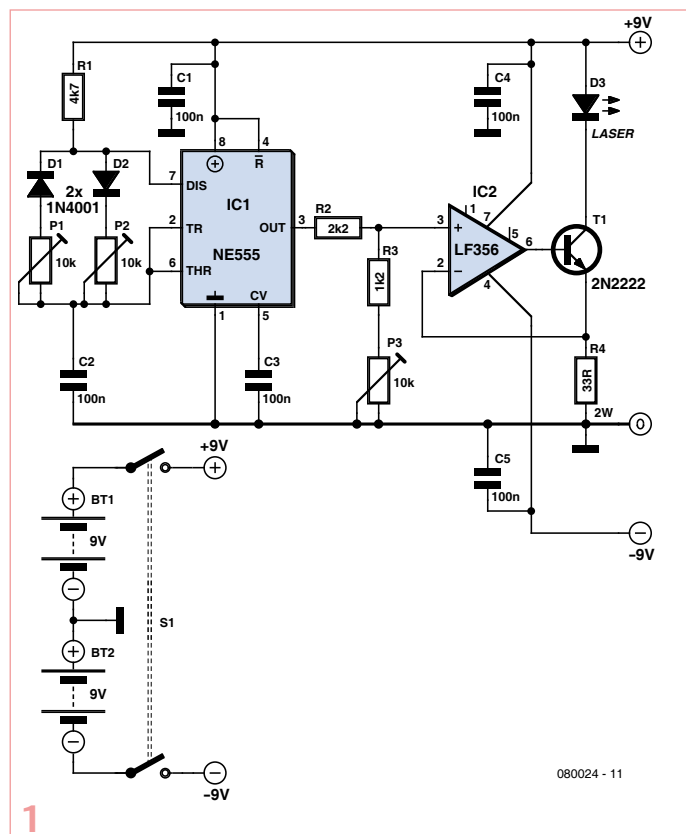 +9V
R1
4k7
C1
100n
C4
100n
D3
LASER
8
4
R
D1
D2
2x
1N4001
7
DIS
IC1
2
TR
OUT
3
NE555
6
THR
CV
1
5
P1
10k
P2
10k
R2
2k2
R3
1k2
P3
10k
IC2
1
7
5
3
+
LF356
6
2
−
4
T1
2N2222
R4
33R
2W
C2
100n
C3
100n
0
C5
100n
+9V
BT1
9V
S1
BT2
9V
−9V
−9V
080024 - 11
1